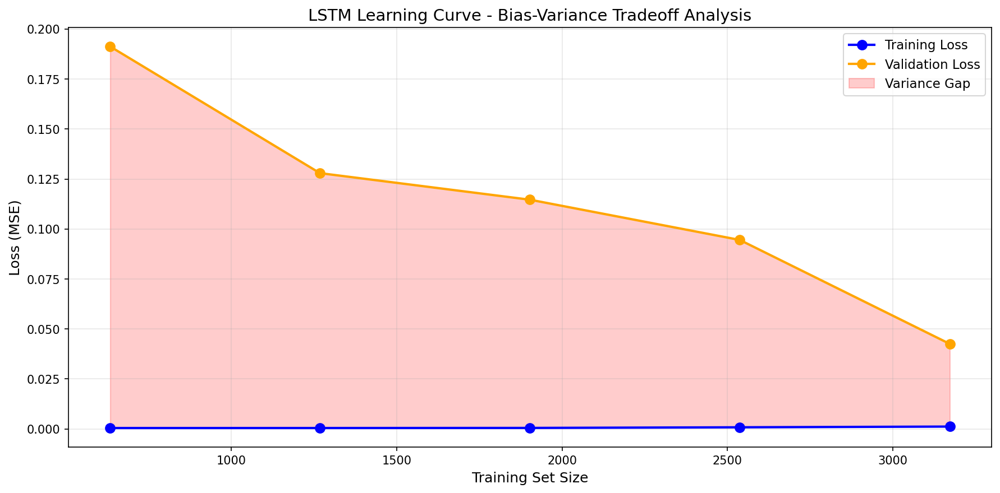 LSTM Learning Curve - Bias-Variance Tradeoff Analysis
Training Loss
Validation Loss
Variance Gap
Loss (MSE)
0.200
0.175
0.150
0.125
0.100
0.075
0.050
0.025
0.000
1000 1500 2000 2500 3000
Training Set Size